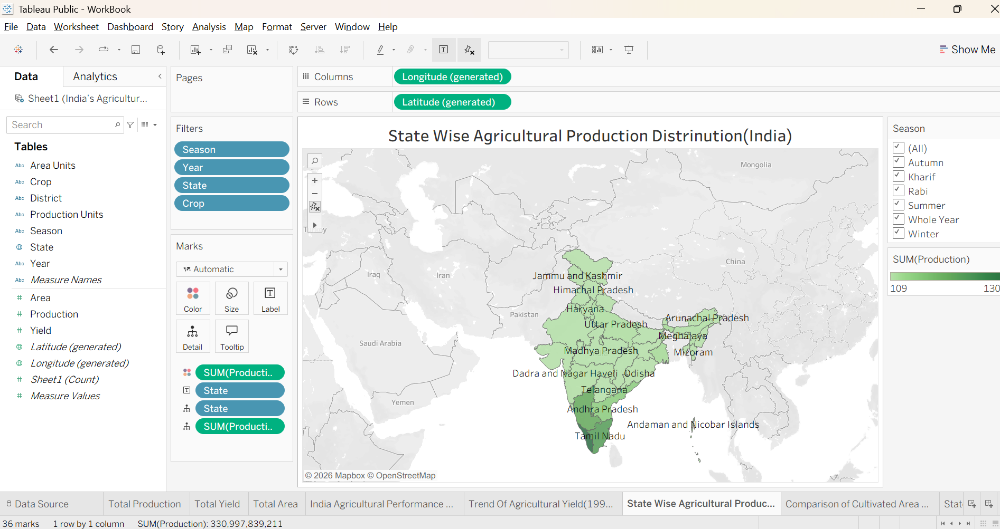 Tableau Public - WorkBook
File Data Worksheet Dashboard Story Analysis Map Format Server Window Help
Show Me
Data
Analytics
Sheet1 (India's Agricultur...
Search
Tables
Abc Area Units
Abc Crop
Abc District
Abc Production Units
Abc Season
State
Abc Year
Abc Measure Names
# Area
# Production
# Yield
Latitude (generated)
Longitude (generated)
# Sheet1 (Count)
# Measure Values
Pages
Filters
Season
Year
State
Crop
Marks
Automatic
Color
Size
Label
Detail
Tooltip
SUM(Producti..
State
State
SUM(Producti..
Columns
Longitude (generated)
Rows
Latitude (generated)
State Wise Agricultural Production Distrinution(India)
Mongolia
China
Iraq
Iran
Pakistan
Saudi Arabia
Yemen
Jammu and Kashmir
Himachal Pradesh
Haryana
Uttar Pradesh
Arunachal Pradesh
Meghalaya
Madhya Pradesh
Mizoram
Dadra and Nagar Haveli
Odisha
Telangana
Andhra Pradesh
Andaman and Nicobar Islands
Tamil Nadu
© 2026 Mapbox © OpenStreetMap
Season
(All)
Autumn
Kharif
Rabi
Summer
Whole Year
Winter
SUM(Production)
109
130
Data Source
Total Production
Total Yield
Total Area
India Agricultural Performance ...
Trend Of Agricultural Yield(199...
State Wise Agricultural Produc...
Comparison of Cultivated Area ...
Stat
36 marks
1 row by 1 column
SUM(Production): 330,997,839,211